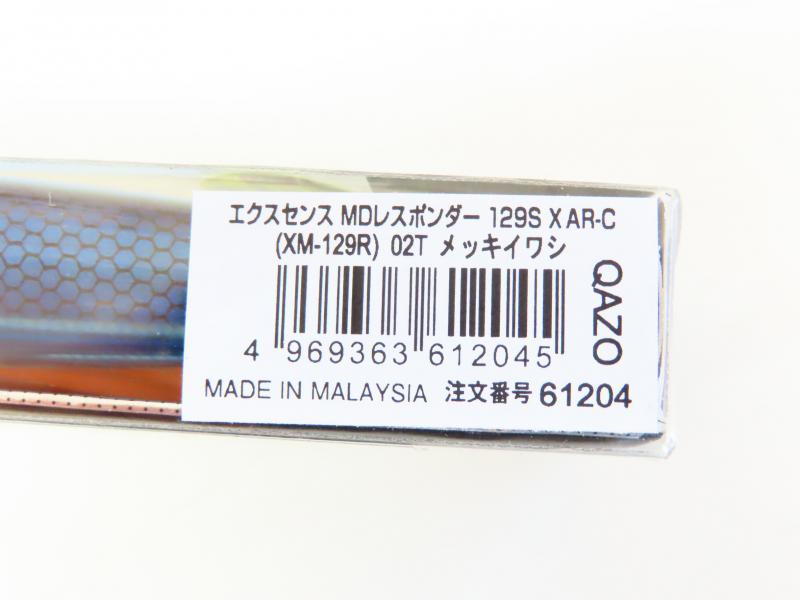 エクスセンス MDレスポンダー 129S X AR-C
(XM-129R) 02T メッキイワシ
QAZO
4 969363 612045
MADE IN MALAYSIA 注文番号 61204